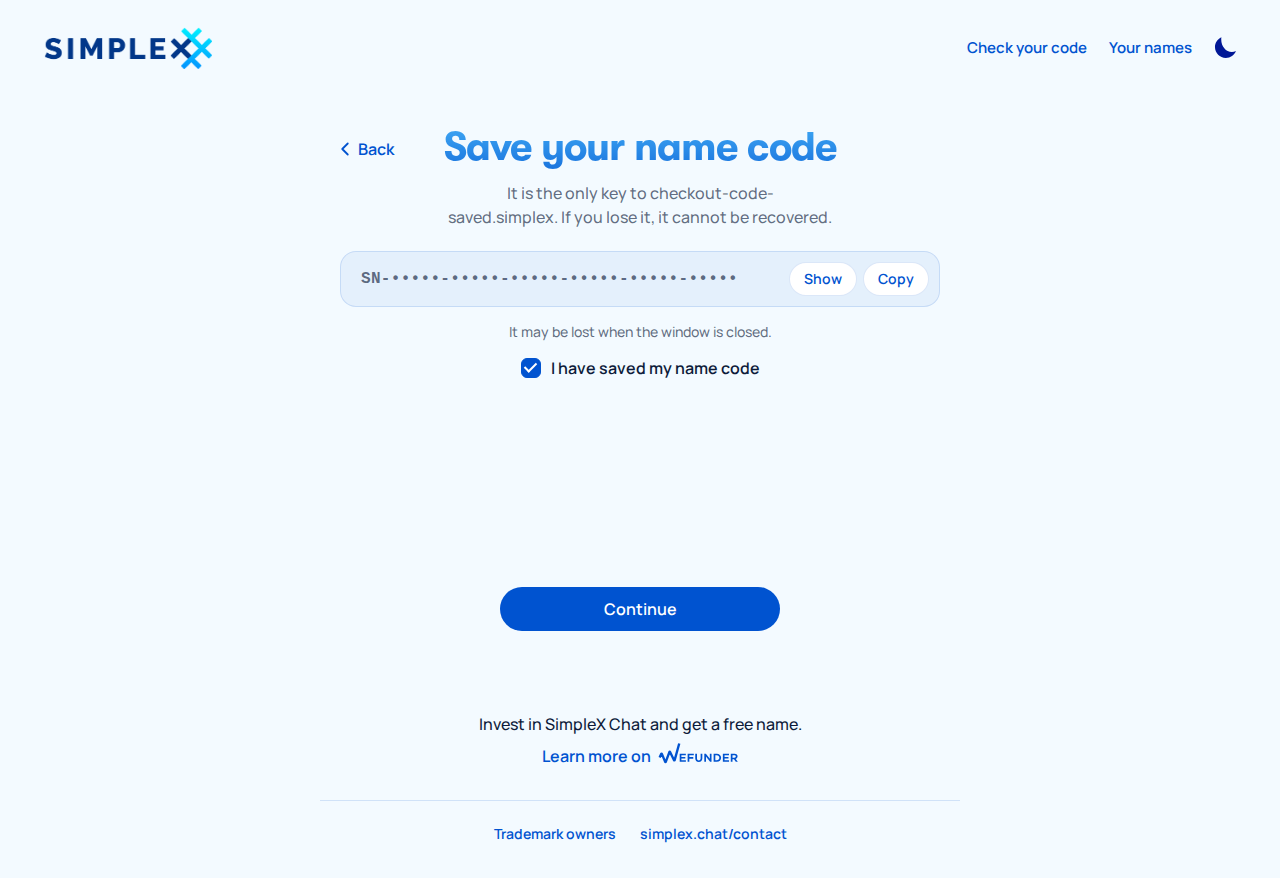 SIMPLEX
Check your code
Your names
Back
Save your name code
It is the only key to checkout-code-
saved.simplex. If you lose it, it cannot be recovered.
SN-•••••-•••••-•••••-•••••-•••••-•••••
Show
Copy
It may be lost when the window is closed.
I have saved my name code
Continue
Invest in SimpleX Chat and get a free name.
Learn more on WEFUNDER
Trademark owners
simplex.chat/contact